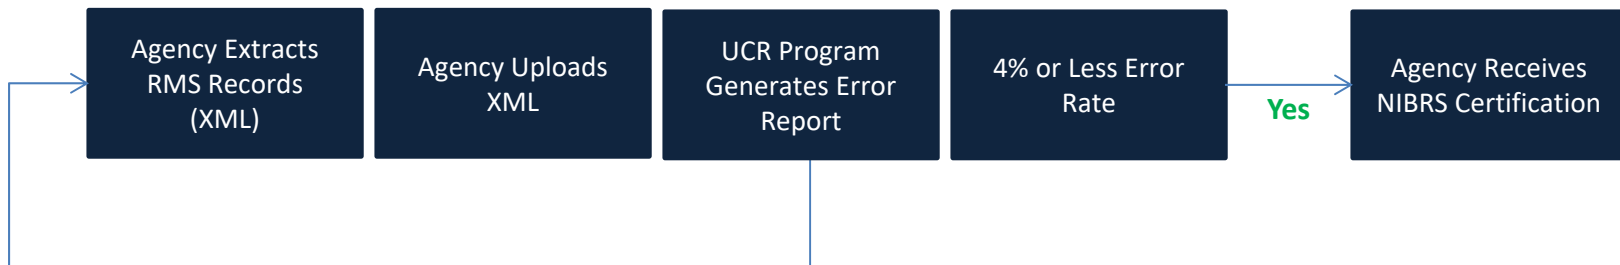 Agency Extracts
RMS Records
(XML)
Agency Uploads
XML
UCR Program
Generates Error
Report
4% or Less Error
Rate
Yes
Agency Receives
NIBRS Certification